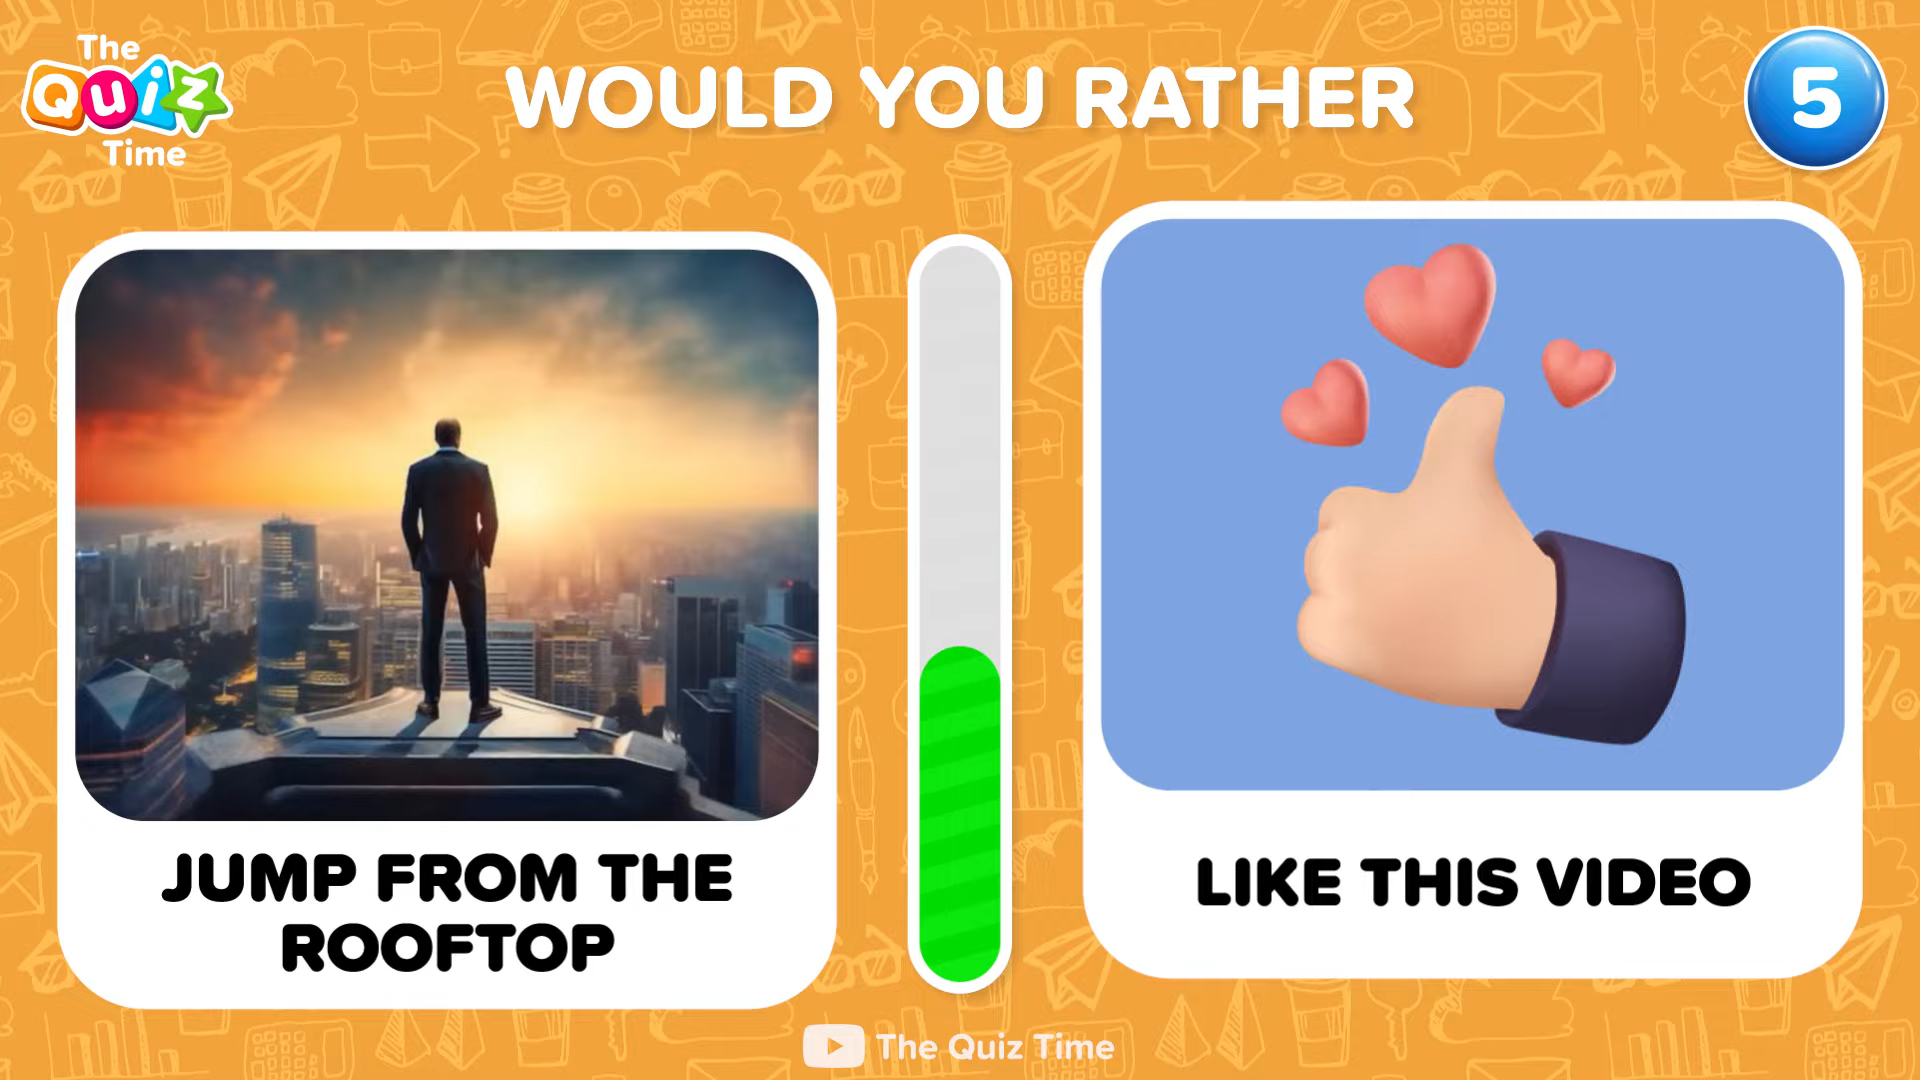 The
Quiz
Time
WOULD YOU RATHER
5
JUMP FROM THE
ROOFTOP
LIKE THIS VIDEO
The Quiz Time